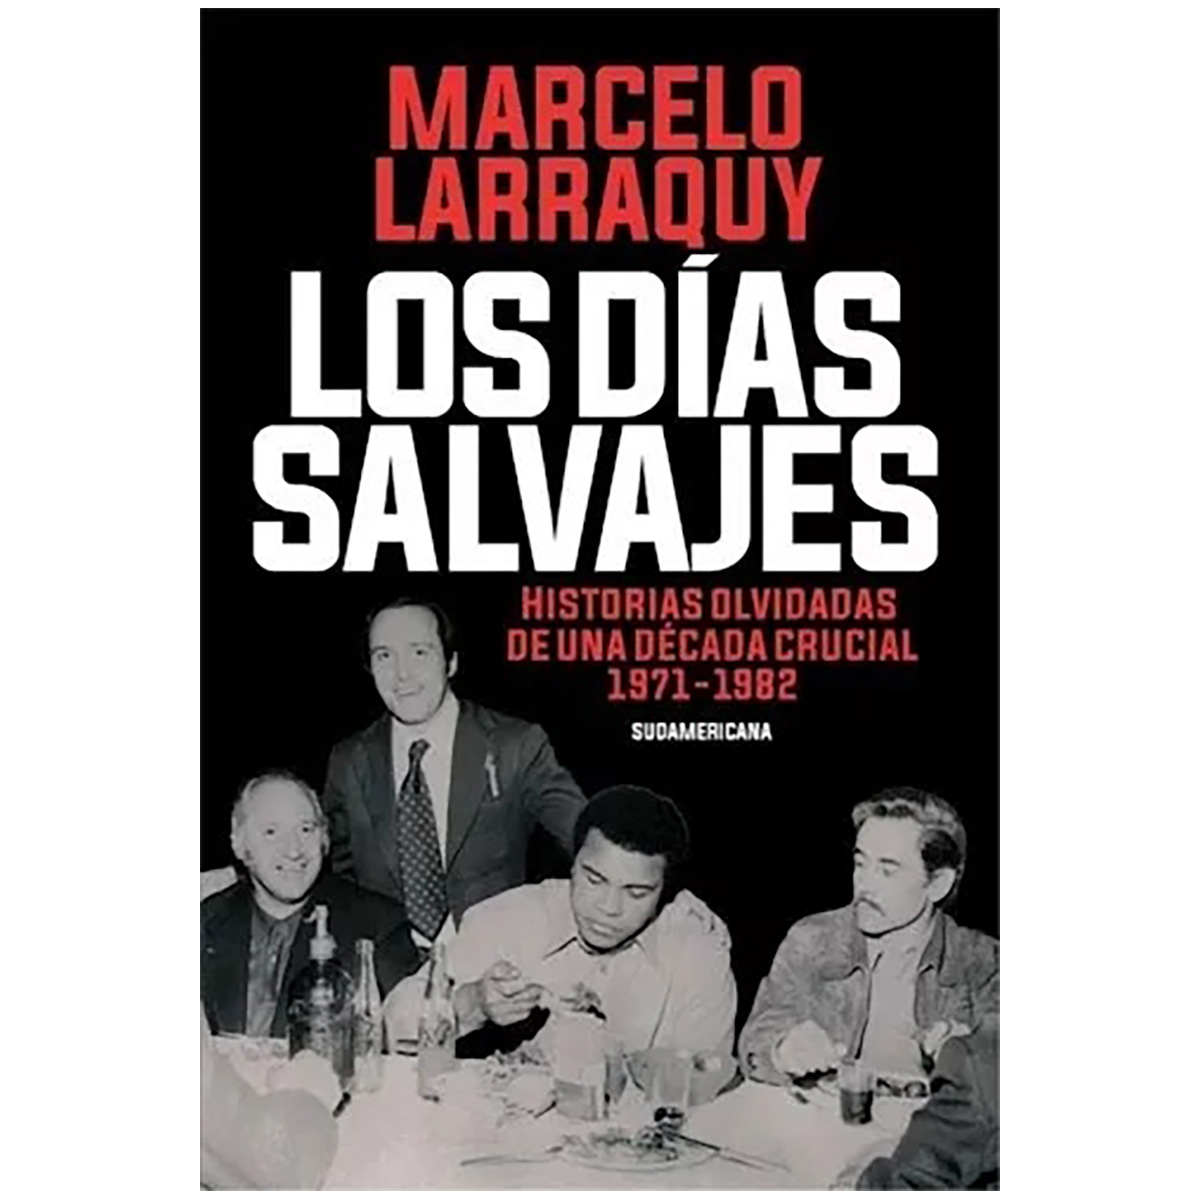 MARCELO
LARRAQUY
LOS DÍAS
SALVAJES
HISTORIAS OLVIDADAS
DE UNA DÉCADA CRUCIAL
1971-1982
SUDAMERICANA